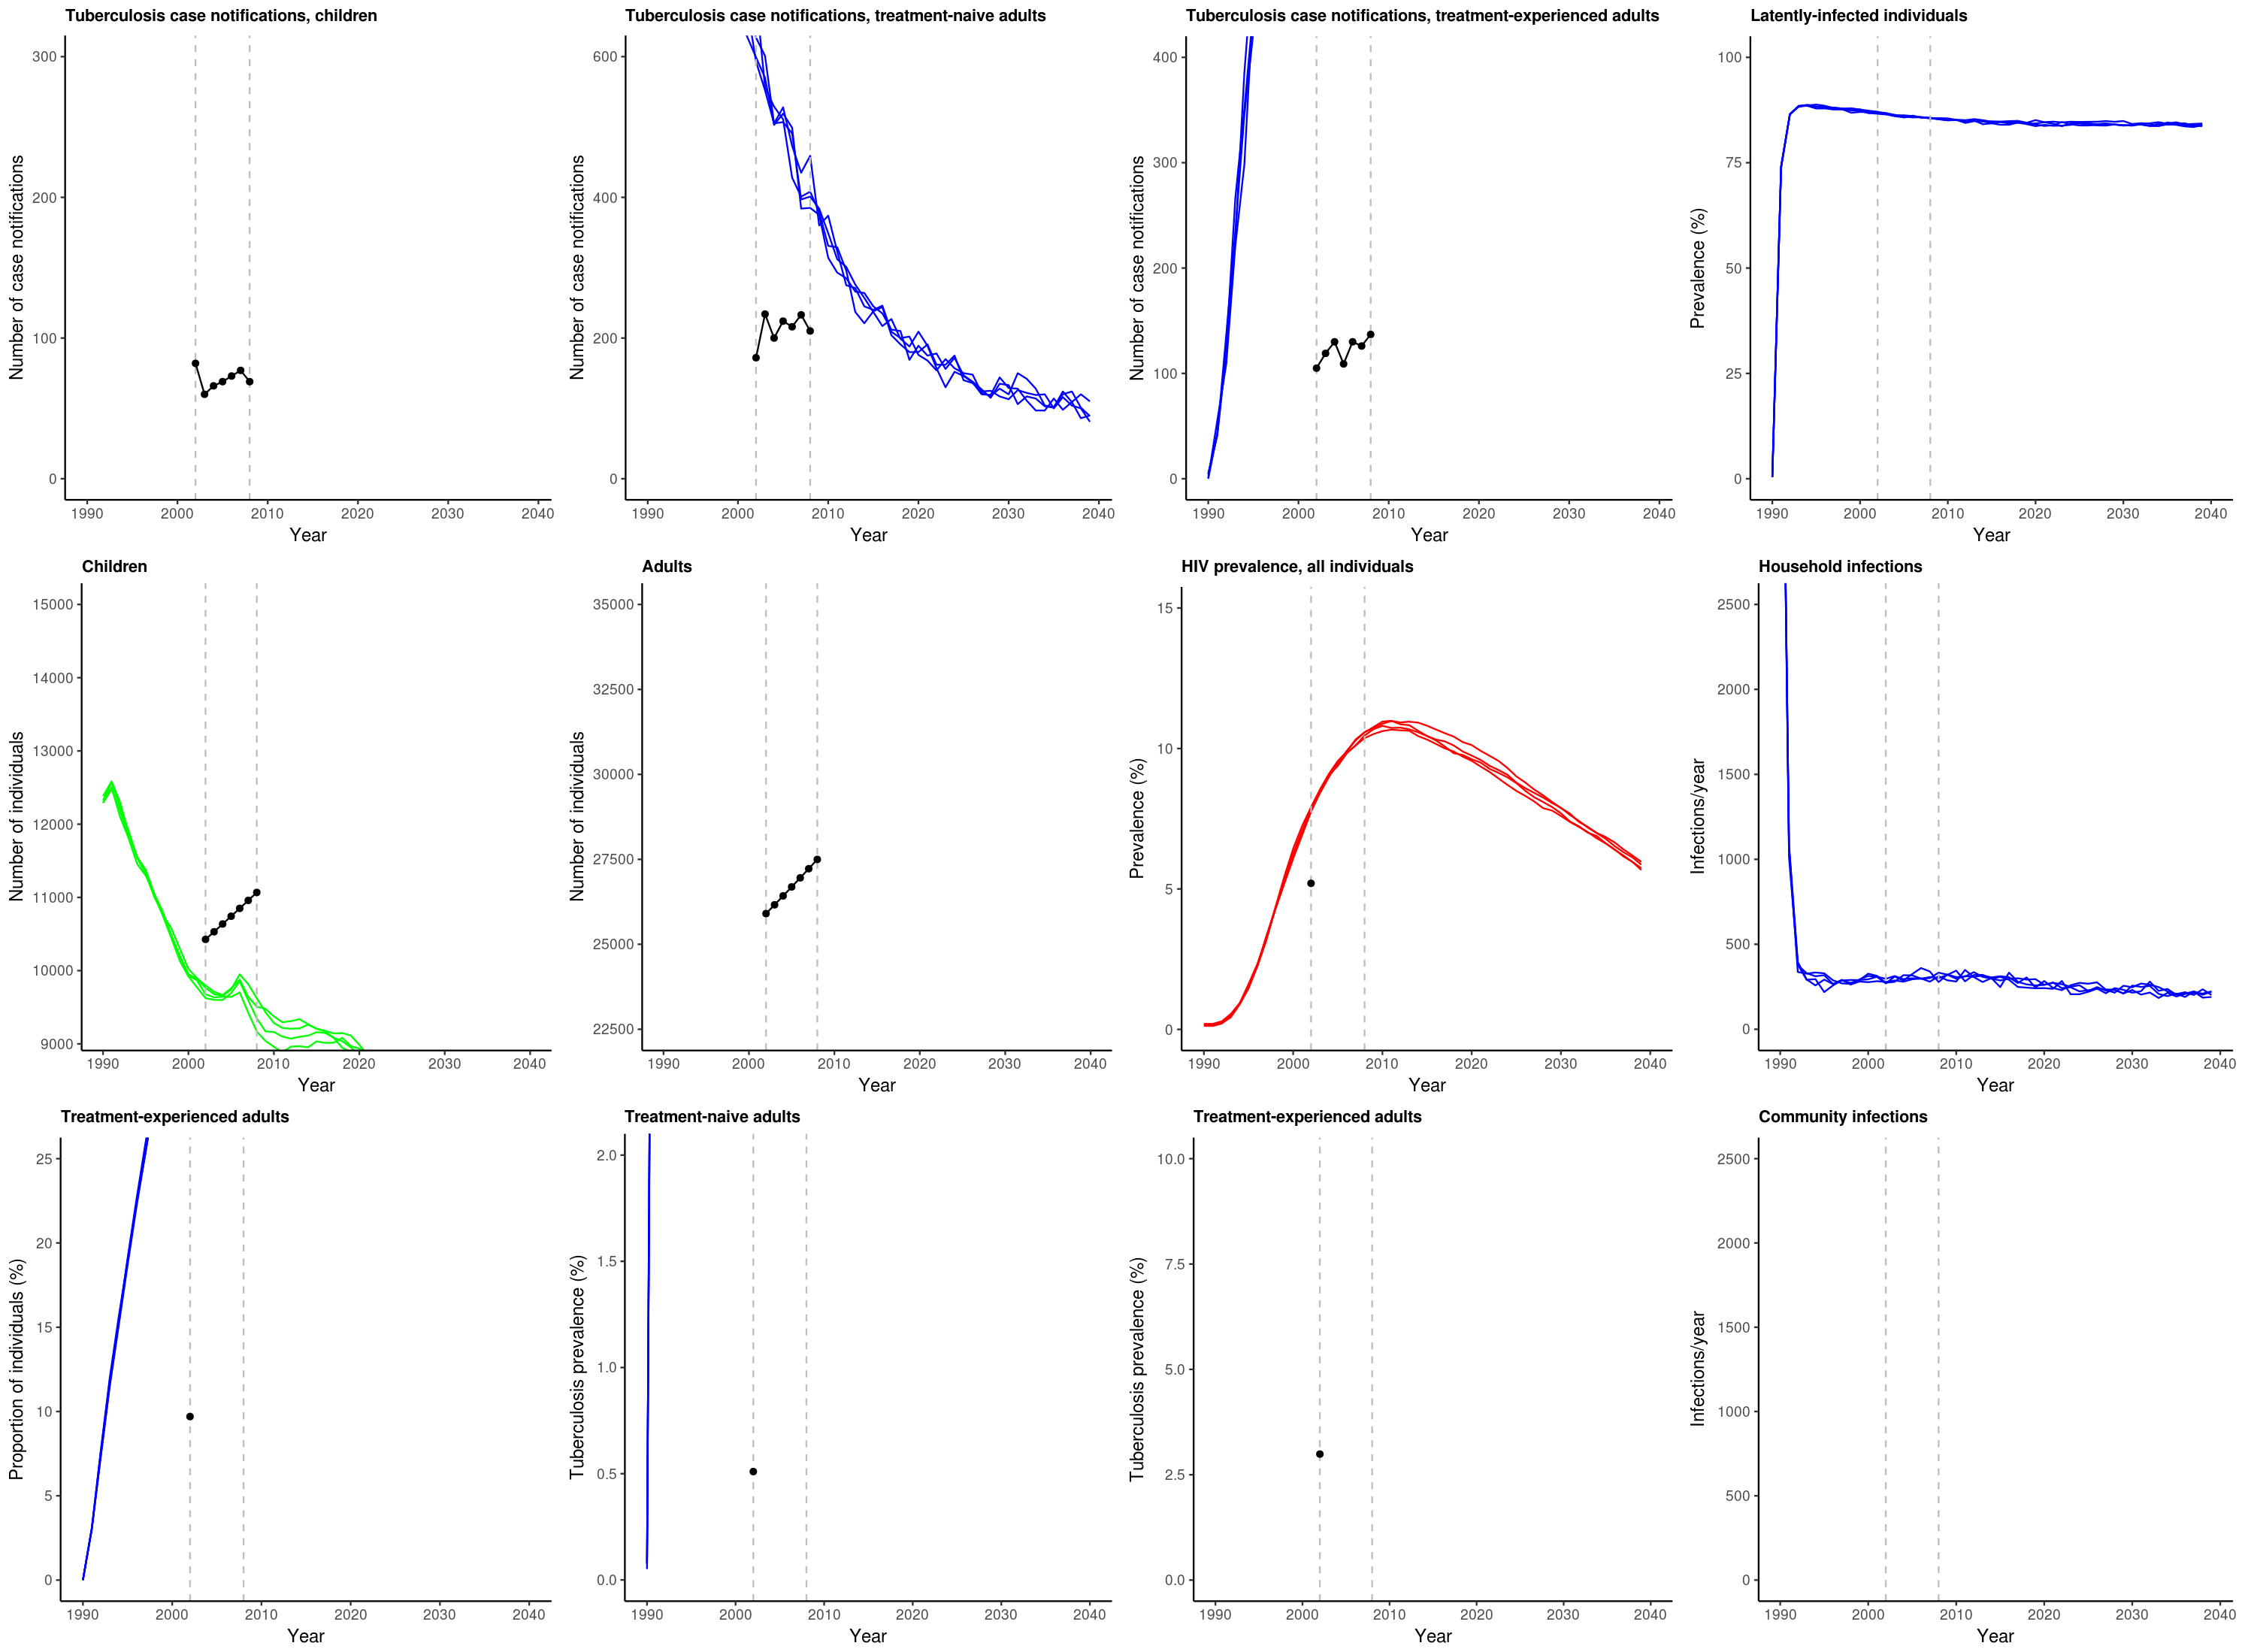 Tuberculosis case notifications, children
Number of case notifications
300
200
100
0
1990 2000 2010 2020 2030 2040
Year
Tuberculosis case notifications, treatment-naive adults
Number of case notifications
600
400
200
0
1990 2000 2010 2020 2030 2040
Year
Tuberculosis case notifications, treatment-experienced adults
Number of case notifications
400
300
200
100
0
1990 2000 2010 2020 2030 2040
Year
Latently-infected individuals
Prevalence (%)
100
75
50
25
0
1990 2000 2010 2020 2030 2040
Year
Children
Number of individuals
15000
14000
13000
12000
11000
10000
9000
1990 2000 2010 2020 2030 2040
Year
Adults
Number of individuals
35000
32500
30000
27500
25000
22500
1990 2000 2010 2020 2030 2040
Year
HIV prevalence, all individuals
Prevalence (%)
15
10
5
0
1990 2000 2010 2020 2030 2040
Year
Household infections
Infections/year
2500
2000
1500
1000
500
0
1990 2000 2010 2020 2030 2040
Year
Treatment-experienced adults
Proportion of individuals (%)
25
20
15
10
5
0
1990 2000 2010 2020 2030 2040
Year
Treatment-naive adults
Tuberculosis prevalence (%)
2.0
1.5
1.0
0.5
0.0
1990 2000 2010 2020 2030 2040
Year
Treatment-experienced adults
Tuberculosis prevalence (%)
10.0
7.5
5.0
2.5
0.0
1990 2000 2010 2020 2030 2040
Year
Community infections
Infections/year
2500
2000
1500
1000
500
0
1990 2000 2010 2020 2030 2040
Year